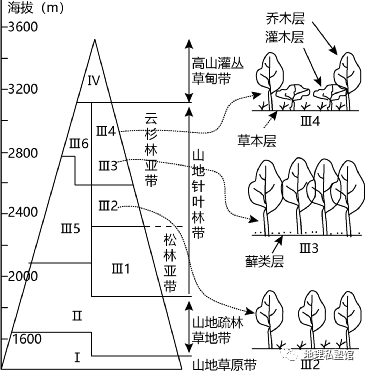 海拔（m）
3600
3200
2800
2400
2000
1600
IV
Ⅲ6
Ⅲ4
Ⅲ3
Ⅲ5
Ⅲ2
Ⅲ1
II
I
云杉林亚带
松林亚带
高山灌丛
草甸带
山地针叶林带
山地疏林
草地带
山地草原带
乔木层
灌木层
草本层
Ⅲ4
藓类层
Ⅲ3
Ⅲ2
地理私塾馆